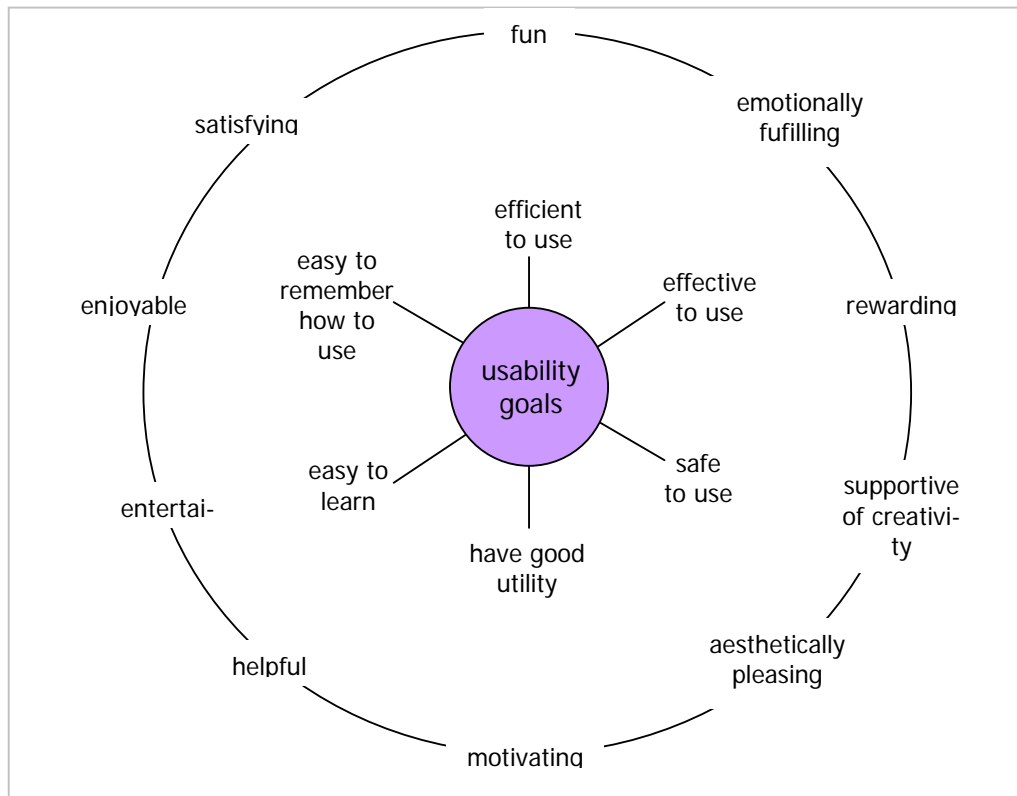 fun
emotionally
fufilling
satisfying
efficient
to use
easy to
remember
how to
use
effective
to use
enjoyable
rewarding
usability
goals
easy to
learn
safe
to use
supportive
of creativi-
ty
entertai-
have good
utility
aesthetically
pleasing
helpful
motivating